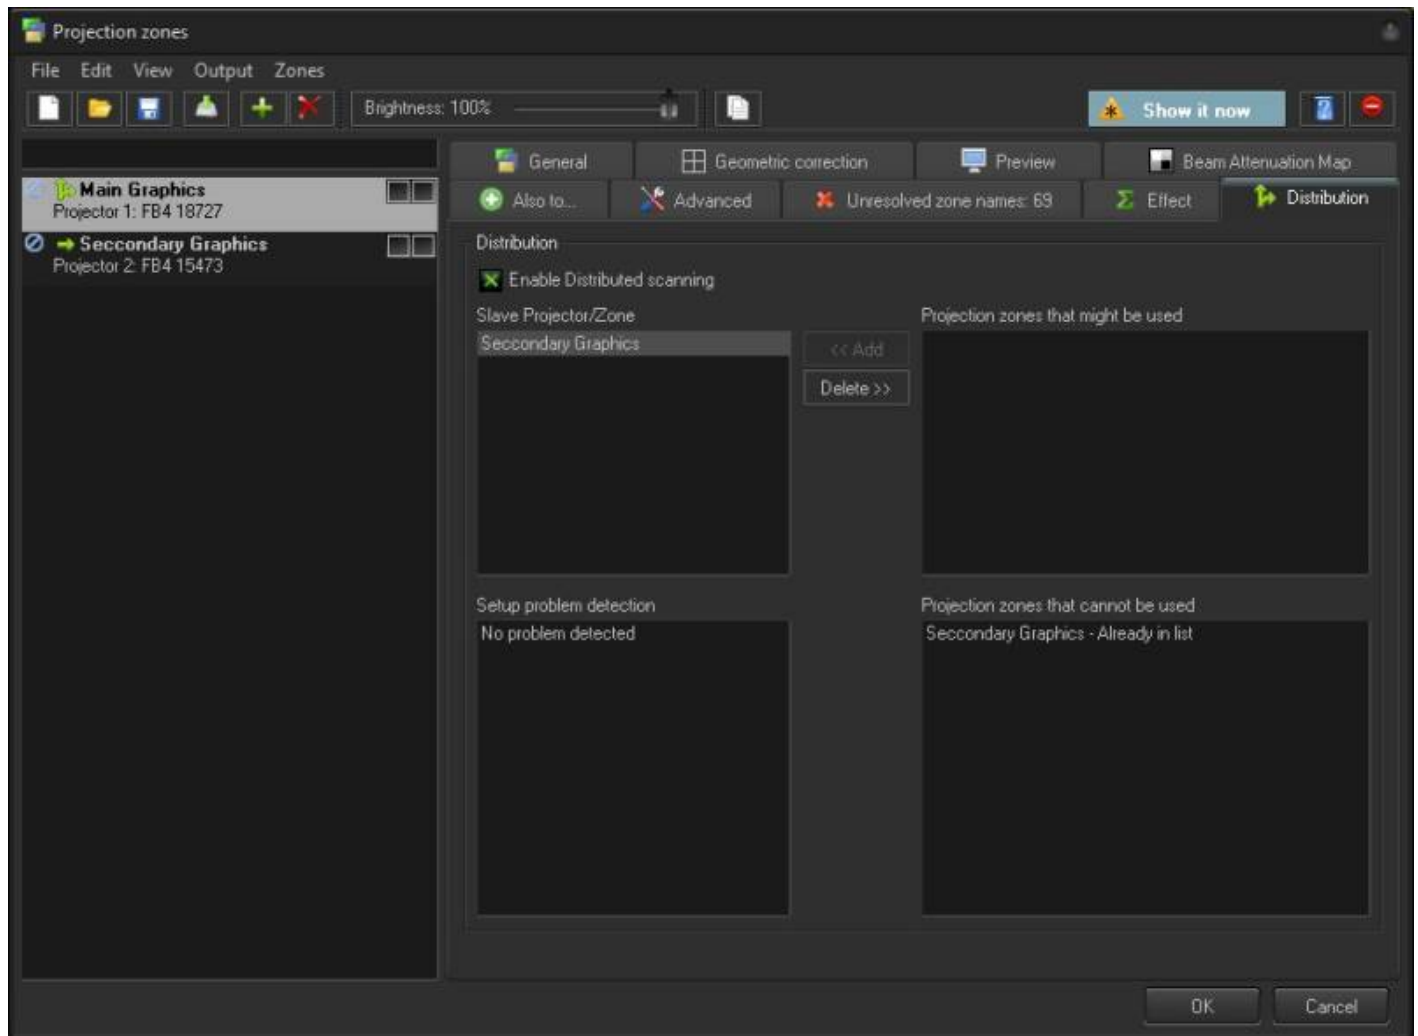 Projection zones
File Edit View Output Zones
Brightness: 100%
Show it now
Main Graphics
Projector 1: FB4 18727
Seccondary Graphics
Projector 2: FB4 15473
General Geometric correction Preview Beam Attenuation Map
Also to... Advanced Unresolved zone names: 69 Effect Distribution
Distribution
Enable Distributed scanning
Slave Projector/Zone Projection zones that might be used
Seccondary Graphics
<< Add
Delete >>
Setup problem detection Projection zones that cannot be used
No problem detected Seccondary Graphics - Already in list
OK Cancel